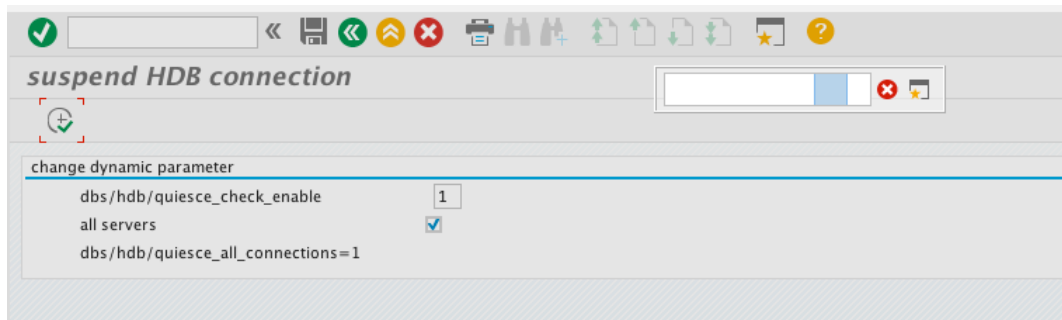 suspend HDB connection
change dynamic parameter
dbs/hdb/quiesce_check_enable 1
all servers
dbs/hdb/quiesce_all_connections=1